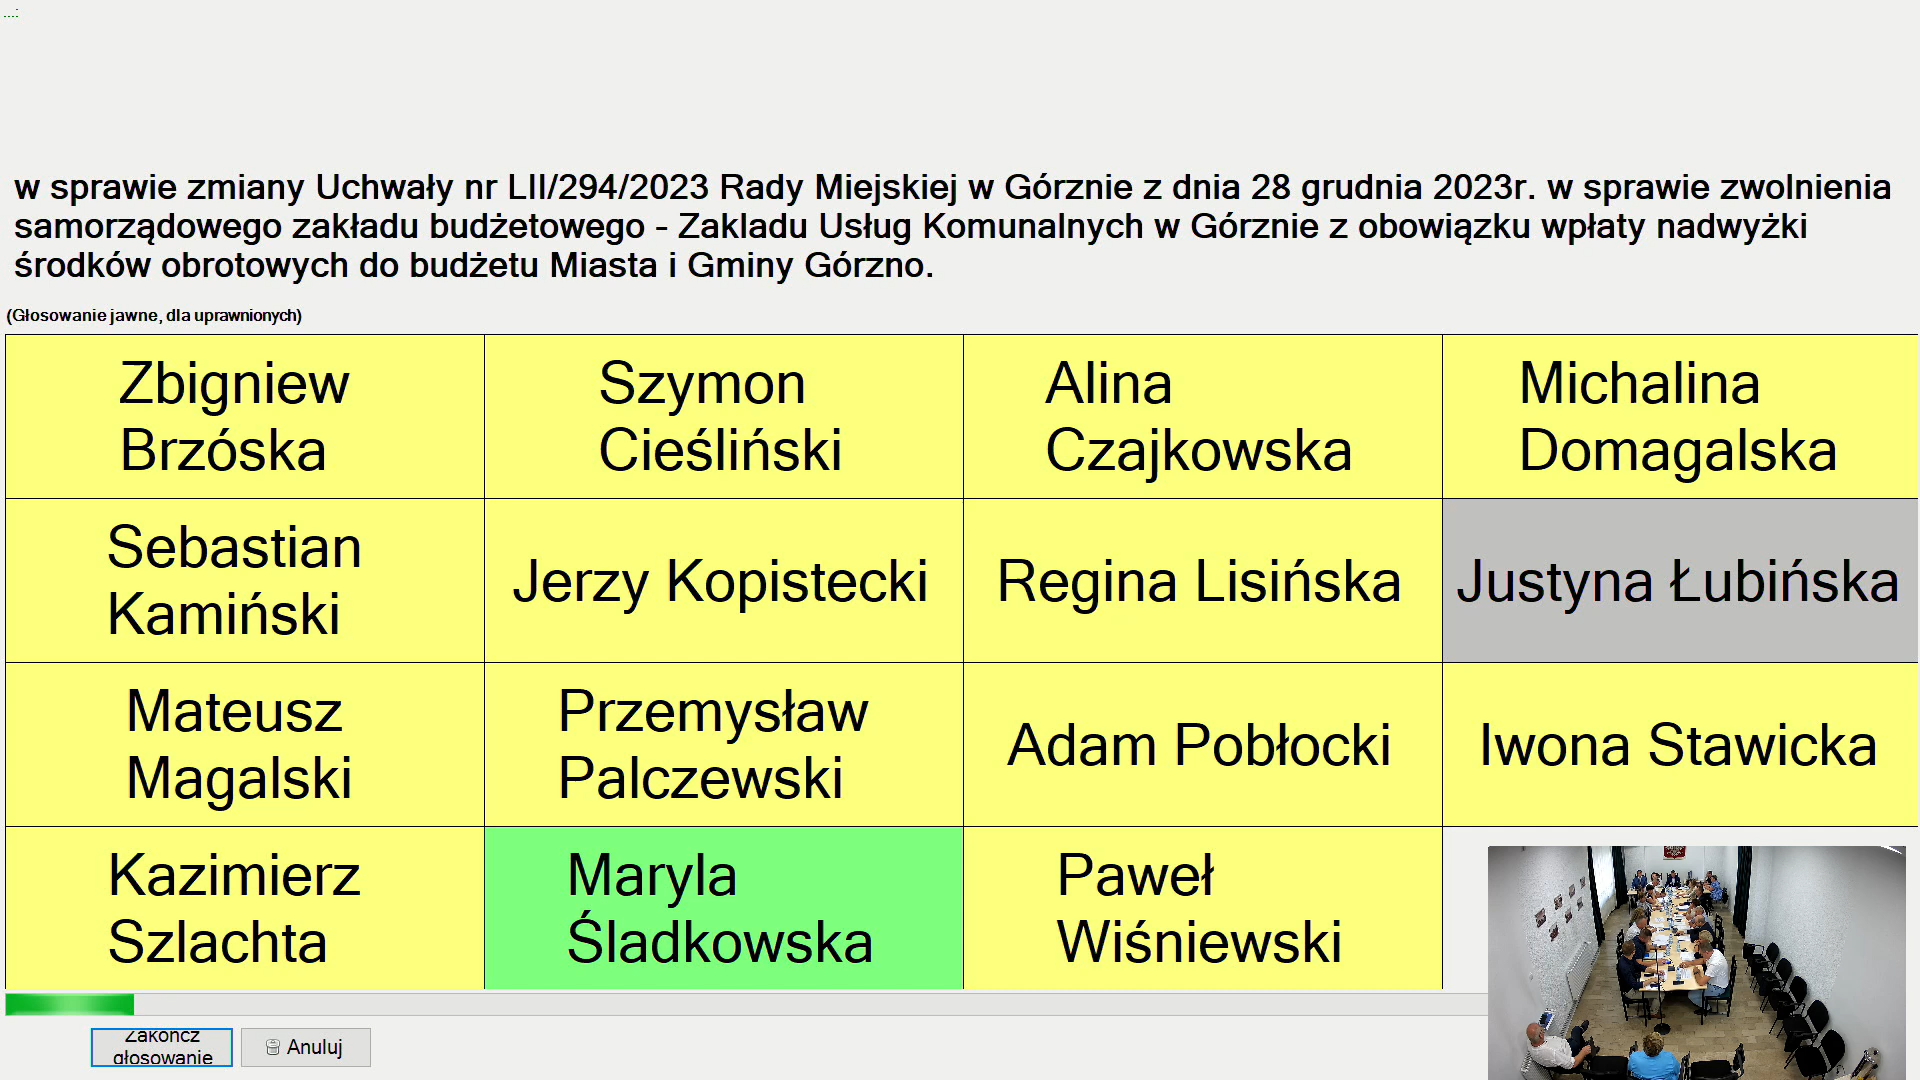 w sprawie zmiany Uchwały nr LII/294/2023 Rady Miejskiej w Górznie z dnia 28 grudnia 2023r. w sprawie zwolnienia
samorządowego zakładu budżetowego - Zakladu Usług Komunalnych w Górznie z obowiązku wpłaty nadwyżki
środków obrotowych do budżetu Miasta i Gminy Górzno.
(Głosowanie jawne, dla uprawnionych)
Zbigniew
Brzóska
Szymon
Cieśliński
Alina
Czajkowska
Michalina
Domagalska
Sebastian
Kamiński
Jerzy Kopistecki
Regina Lisińska
Justyna Łubińska
Mateusz
Magalski
Przemysław
Palczewski
Adam Pobłocki
Iwona Stawicka
Kazimierz
Szlachta
Maryla
Śladkowska
Paweł
Wiśniewski
Zakończ
głosowanie
Anuluj